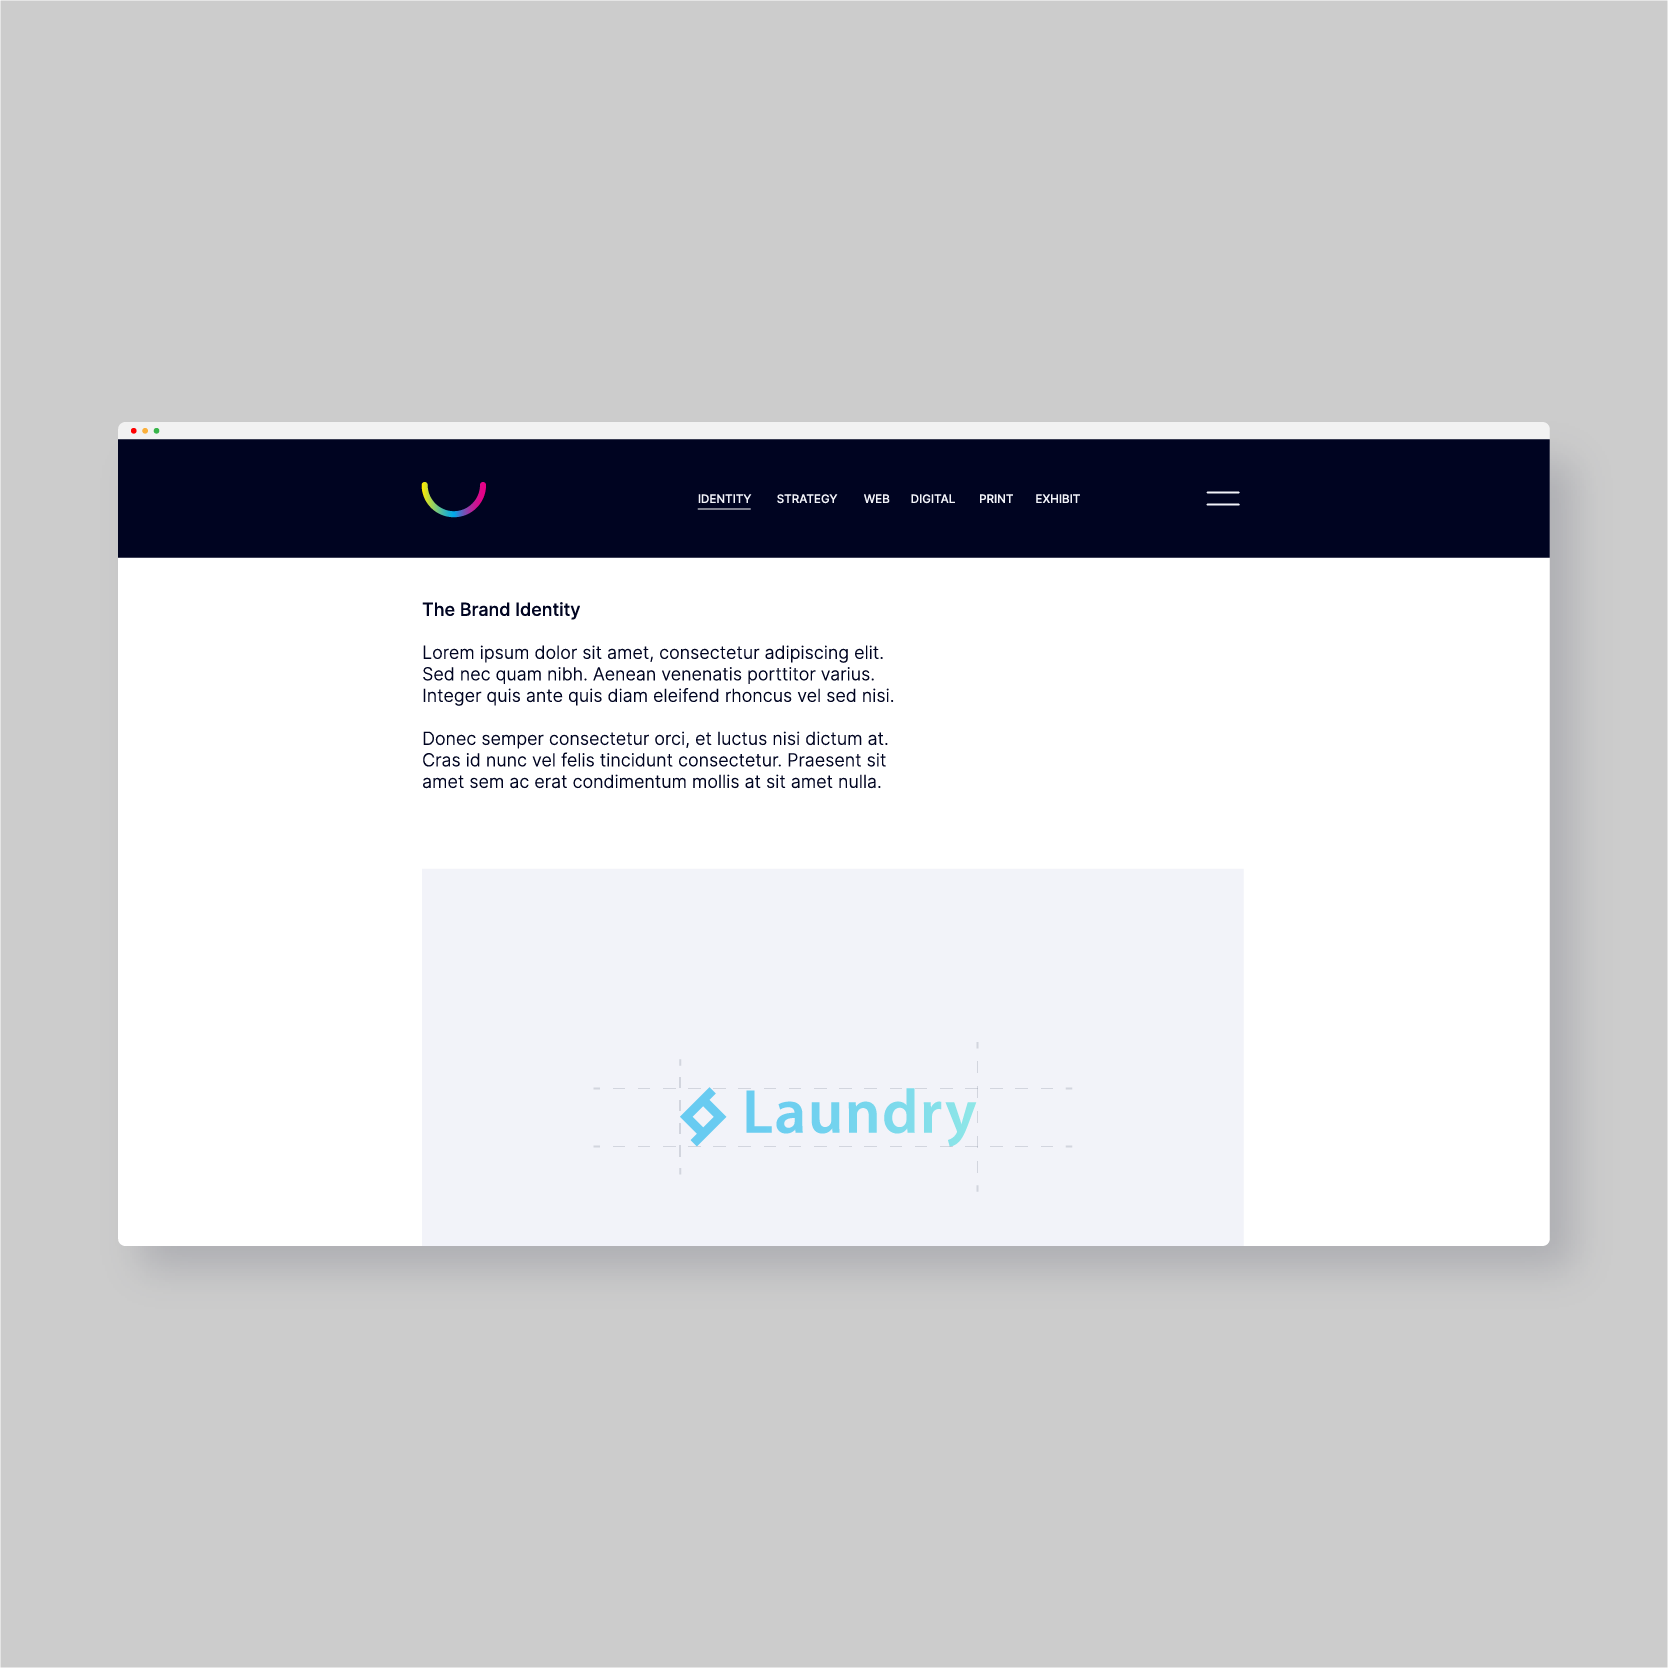 IDENTITY STRATEGY WEB DIGITAL PRINT EXHIBIT
The Brand Identity
Lorem ipsum dolor sit amet, consectetur adipiscing elit.
Sed nec quam nibh. Aenean venenatis porttitor varius.
Integer quis ante quis diam eleifend rhoncus vel sed nisi.
Donec semper consectetur orci, et luctus nisi dictum at.
Cras id nunc vel felis tincidunt consectetur. Praesent sit
amet sem ac erat condimentum mollis at sit amet nulla.
Laundry